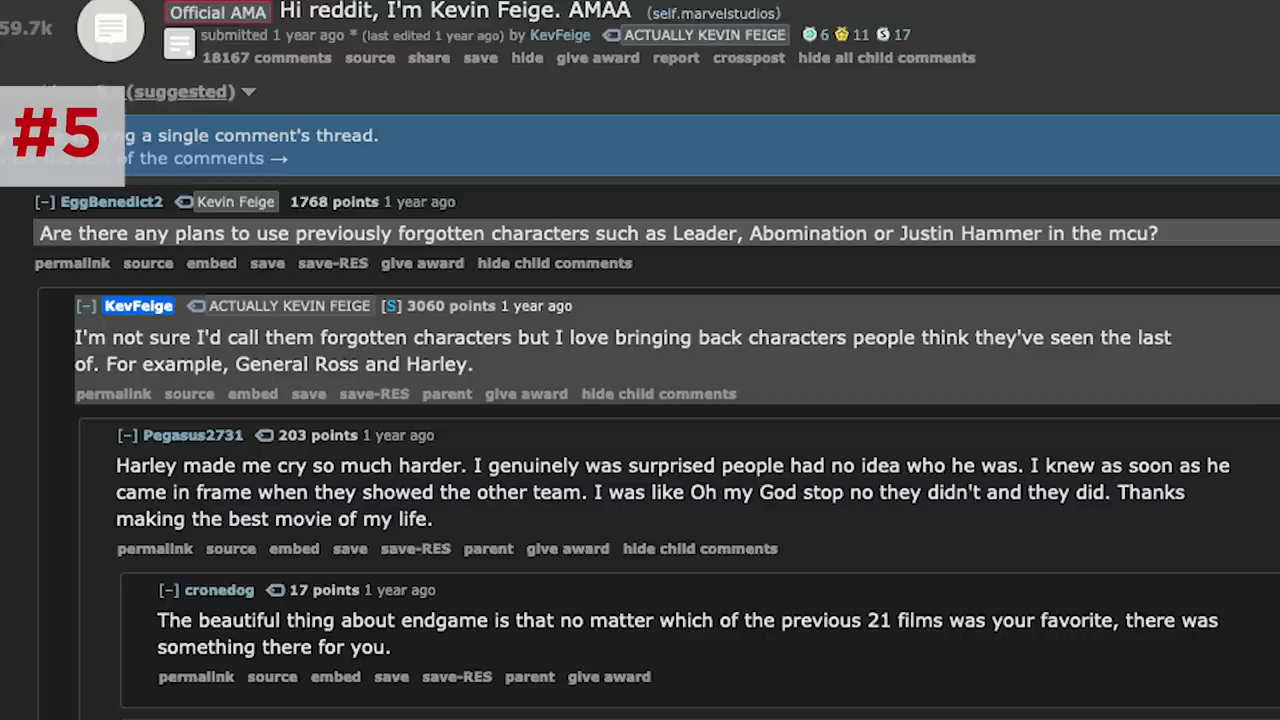 59.7k
Official AMA Hi reddit, I'm Kevin Feige. AMAA (self.marvelstudios)
submitted 1 year ago * (last edited 1 year ago) by KevFeige ACTUALLY KEVIN FEIGE 6 11 S 17
18167 comments source share save hide give award report crosspost hide all child comments
(suggested)
#5
g a single comment's thread.
of the comments →
[−] EggBenedict2 Kevin Feige 1768 points 1 year ago
Are there any plans to use previously forgotten characters such as Leader, Abomination or Justin Hammer in the mcu?
permalink source embed save save-RES give award hide child comments
[−] KevFeige ACTUALLY KEVIN FEIGE [S] 3060 points 1 year ago
I'm not sure I'd call them forgotten characters but I love bringing back characters people think they've seen the last
of. For example, General Ross and Harley.
permalink source embed save save-RES parent give award hide child comments
[−] Pegasus2731 203 points 1 year ago
Harley made me cry so much harder. I genuinely was surprised people had no idea who he was. I knew as soon as he
came in frame when they showed the other team. I was like Oh my God stop no they didn't and they did. Thanks
making the best movie of my life.
permalink source embed save save-RES parent give award hide child comments
[−] cronedog 17 points 1 year ago
The beautiful thing about endgame is that no matter which of the previous 21 films was your favorite, there was
something there for you.
permalink source embed save save-RES parent give award